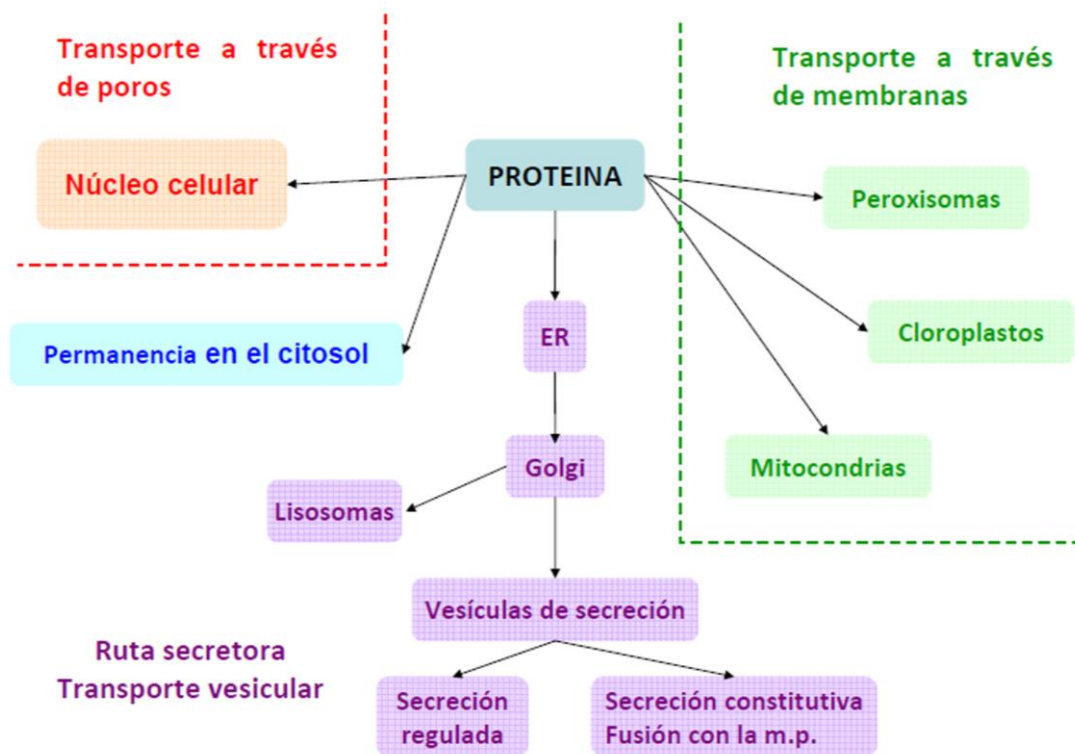 Transporte a través
de poros
Transporte a través
de membranas
Núcleo celular
PROTEINA
Peroxisomas
Permanencia en el citosol
ER
Cloroplastos
Golgi
Mitocondrias
Lisosomas
Vesículas de secreción
Ruta secretora
Transporte vesicular
Secreción
regulada
Secreción constitutiva
Fusión con la m.p.